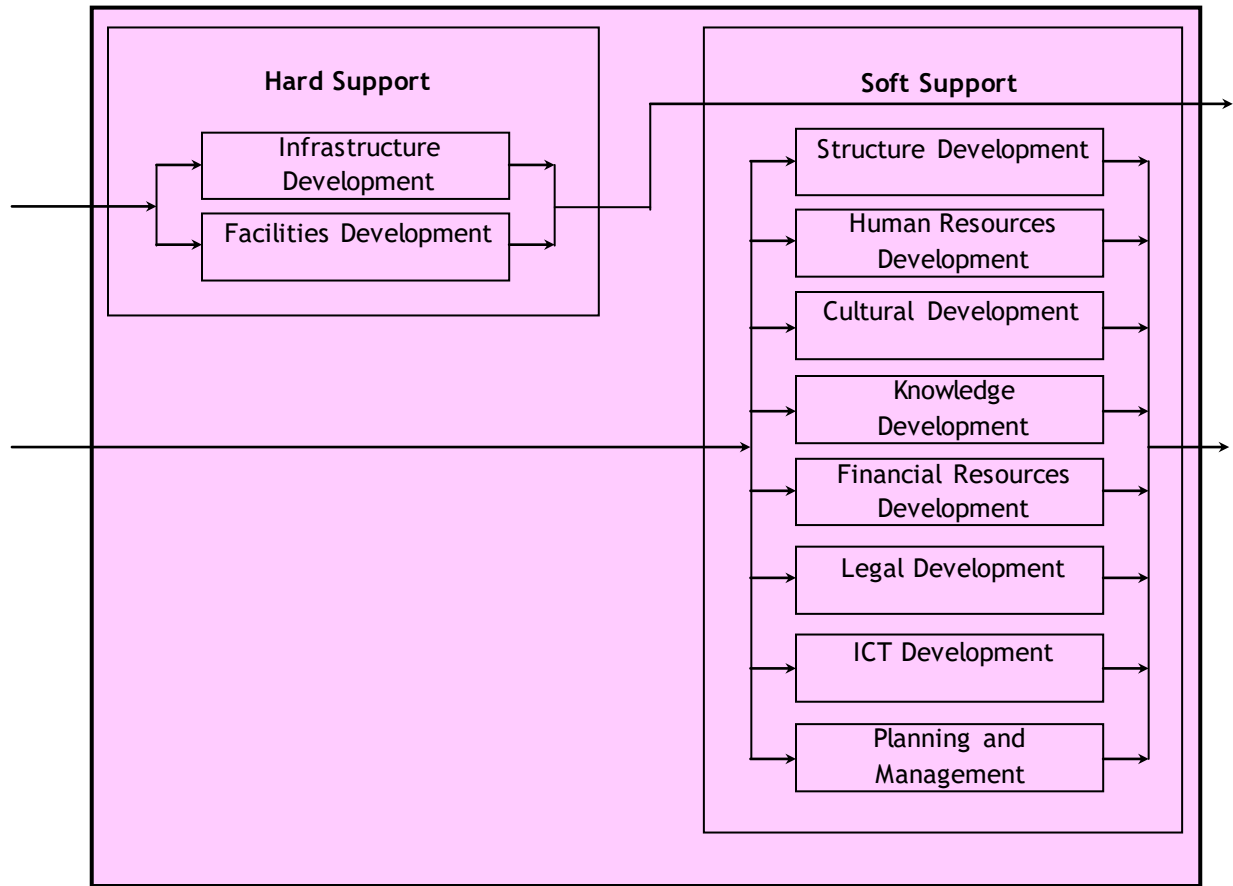 Hard Support
Infrastructure
Development
Facilities Development
Soft Support
Structure Development
Human Resources
Development
Cultural Development
Knowledge
Development
Financial Resources
Development
Legal Development
ICT Development
Planning and
Management